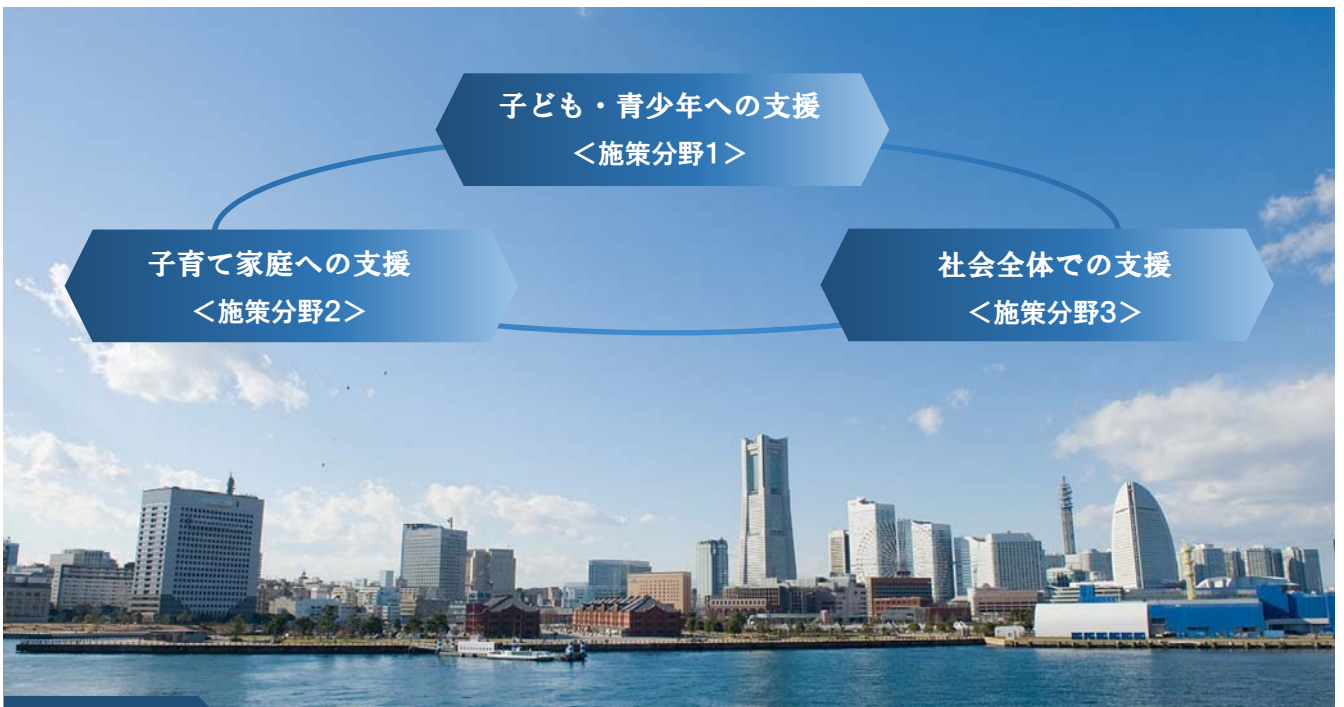 子ども・青少年への支援
＜施策分野1＞
子育て家庭への支援
＜施策分野2＞
社会全体での支援
＜施策分野3＞